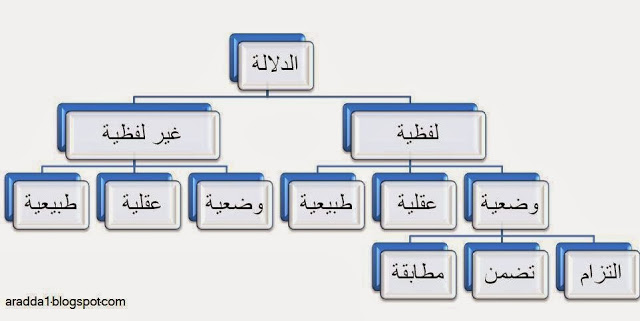 الدلالة
لفظية
غير لفظية
وضعية
عقلية
طبيعية
وضعية
عقلية
طبيعية
التزام
تضمن
مطابقة
aradda1·blogspot·com